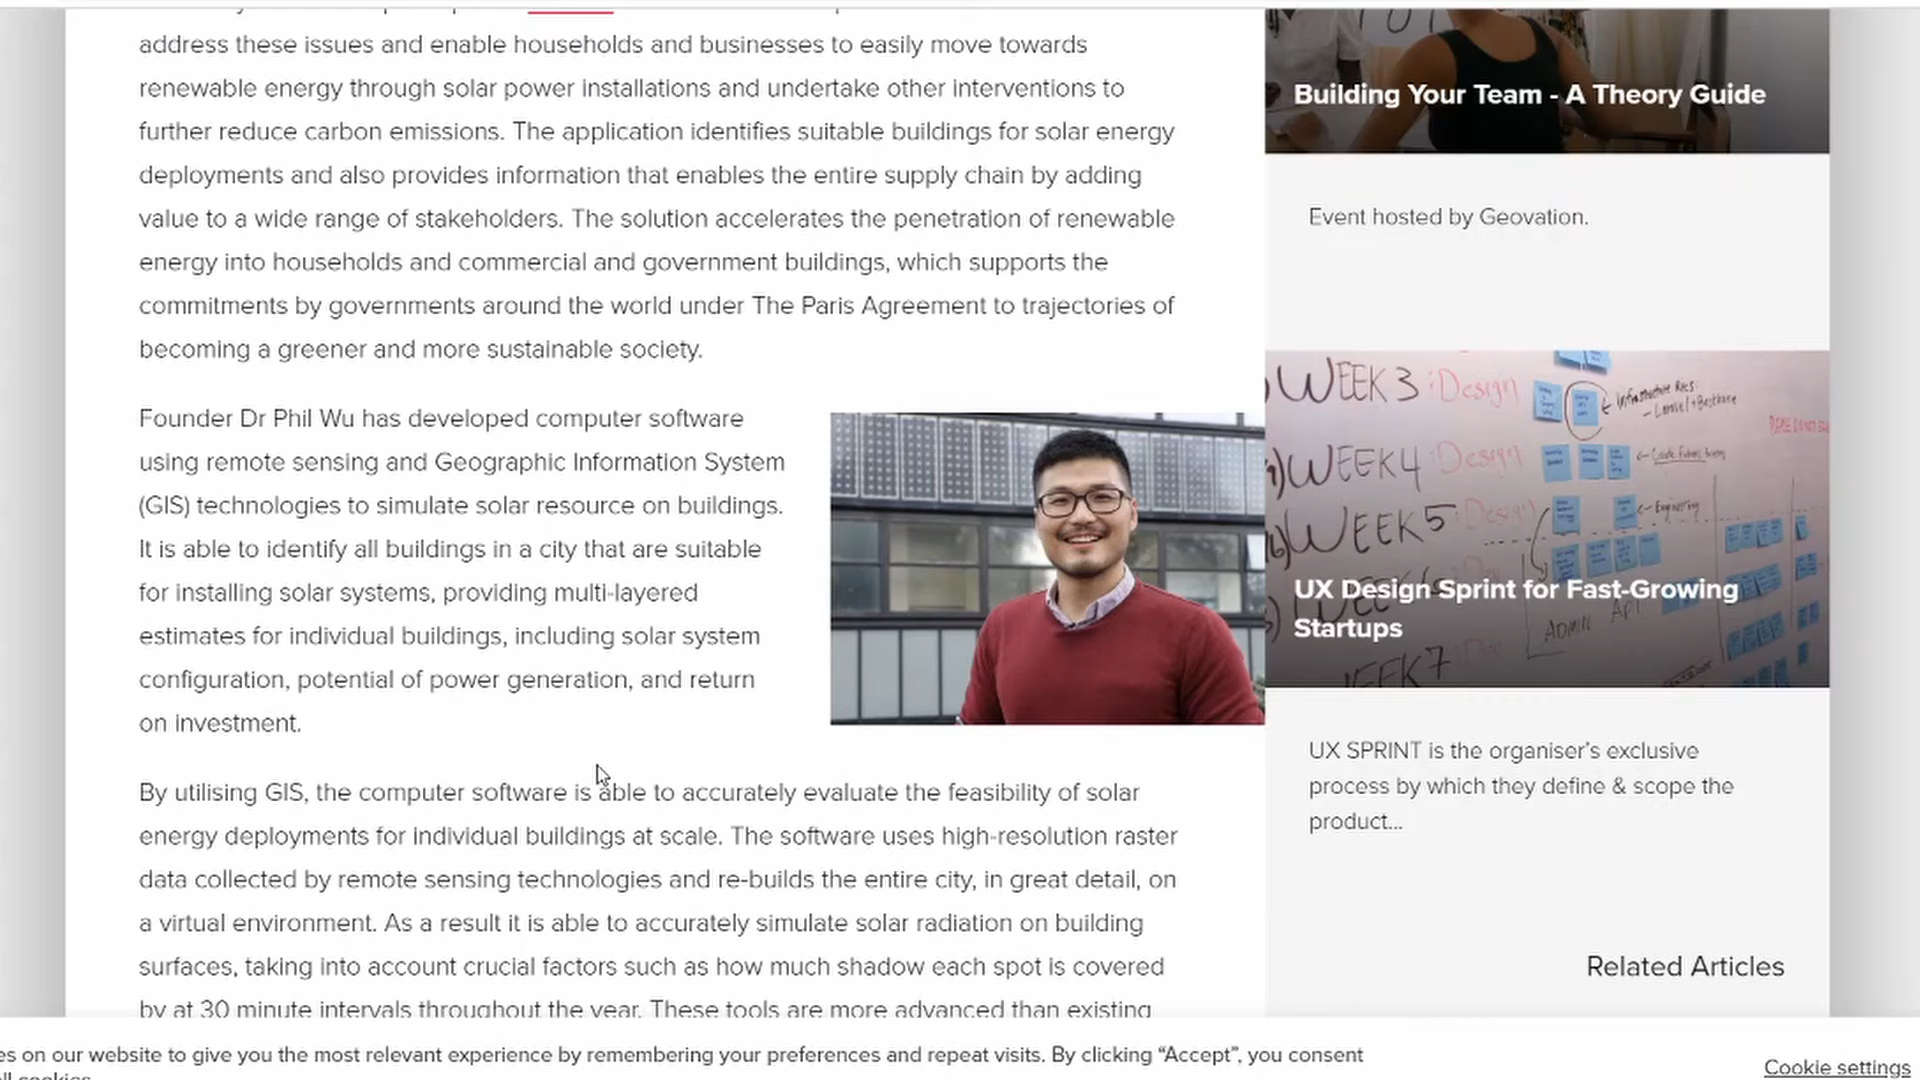 address these issues and enable households and businesses to easily move towards
renewable energy through solar power installations and undertake other interventions to
further reduce carbon emissions. The application identifies suitable buildings for solar energy
deployments and also provides information that enables the entire supply chain by adding
value to a wide range of stakeholders. The solution accelerates the penetration of renewable
energy into households and commercial and government buildings, which supports the
commitments by governments around the world under The Paris Agreement to trajectories of
becoming a greener and more sustainable society.
Founder Dr Phil Wu has developed computer software
using remote sensing and Geographic Information System
(GIS) technologies to simulate solar resource on buildings.
It is able to identify all buildings in a city that are suitable
for installing solar systems, providing multi-layered
estimates for individual buildings, including solar system
configuration, potential of power generation, and return
on investment.
By utilising GIS, the computer software is able to accurately evaluate the feasibility of solar
energy deployments for individual buildings at scale. The software uses high-resolution raster
data collected by remote sensing technologies and re-builds the entire city, in great detail, on
a virtual environment. As a result it is able to accurately simulate solar radiation on building
surfaces, taking into account crucial factors such as how much shadow each spot is covered
by at 30 minute intervals throughout the year. These tools are more advanced than existing
Building Your Team - A Theory Guide
Event hosted by Geovation.
WEEK 3 : Design
Infrastructure Recs:
WEEK 4 : Design
WEEK 5 : Design
Engineering
UX Design Sprint for Fast-Growing
Startups
ADMIN API
WEEK 7
UX SPRINT is the organiser’s exclusive
process by which they define & scope the
product...
Related Articles
es on our website to give you the most relevant experience by remembering your preferences and repeat visits. By clicking “Accept”, you consent
cookies
Cookie settings